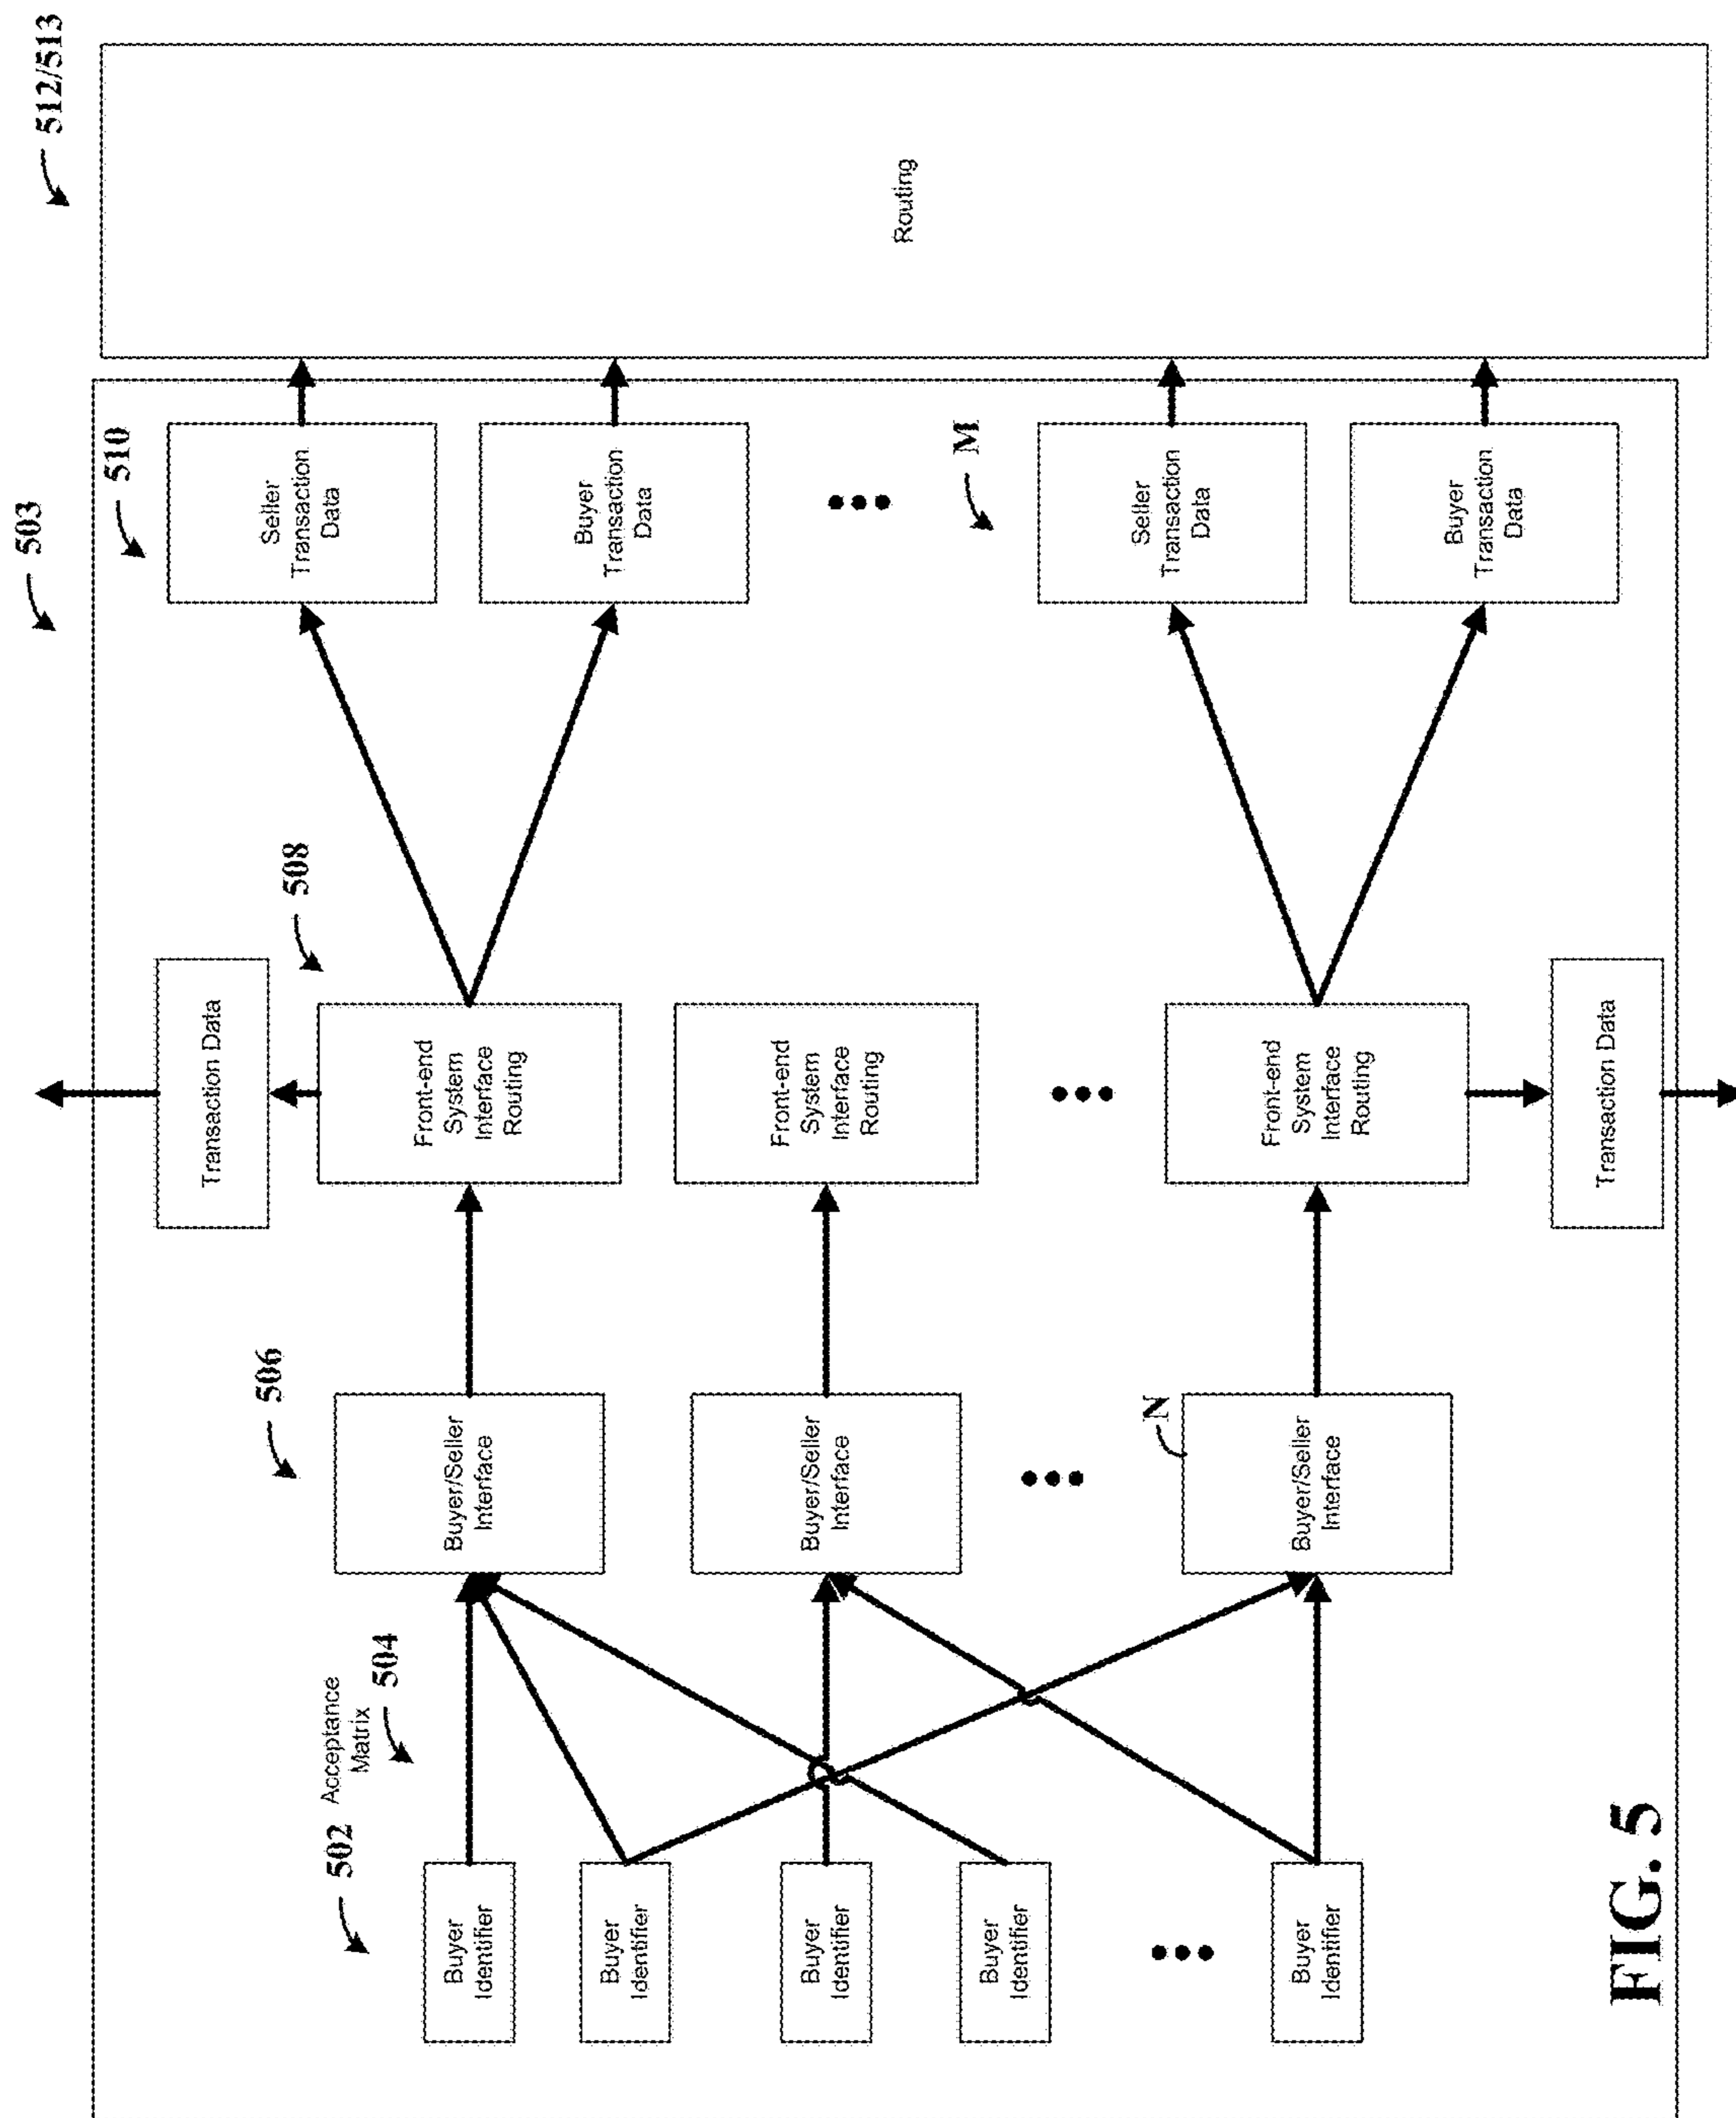 503
512/513
502
Acceptance
Matrix
504
506
508
510
Buyer
Identifier
Buyer
Identifier
Buyer
Identifier
Buyer
Identifier
Buyer
Identifier
Buyer/Seller
Interface
Buyer/Seller
Interface
N
Buyer/Seller
Interface
Transaction Data
Front-end
System
Interface
Routing
Front-end
System
Interface
Routing
Front-end
System
Interface
Routing
Transaction Data
Seller
Transaction
Data
Buyer
Transaction
Data
M
Seller
Transaction
Data
Buyer
Transaction
Data
Routing
FIG. 5